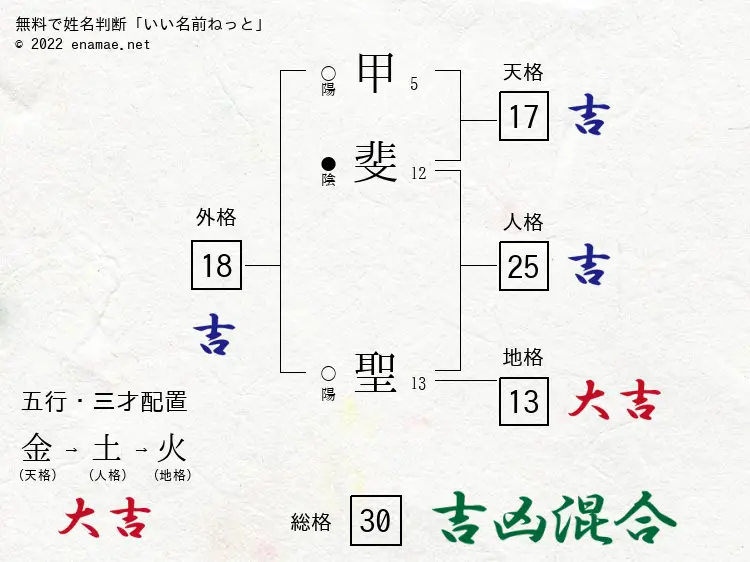 無料で姓名判断「いい名前ねっと」
© 2022 enamae.net
○陽 甲 5
●陰 斐 12
○陽 聖 13
天格
17 吉
人格
25 吉
地格
13 大吉
外格
18
吉
五行・三才配置
金→土→火
(天格) (人格) (地格)
大吉
総格 30 吉凶混合